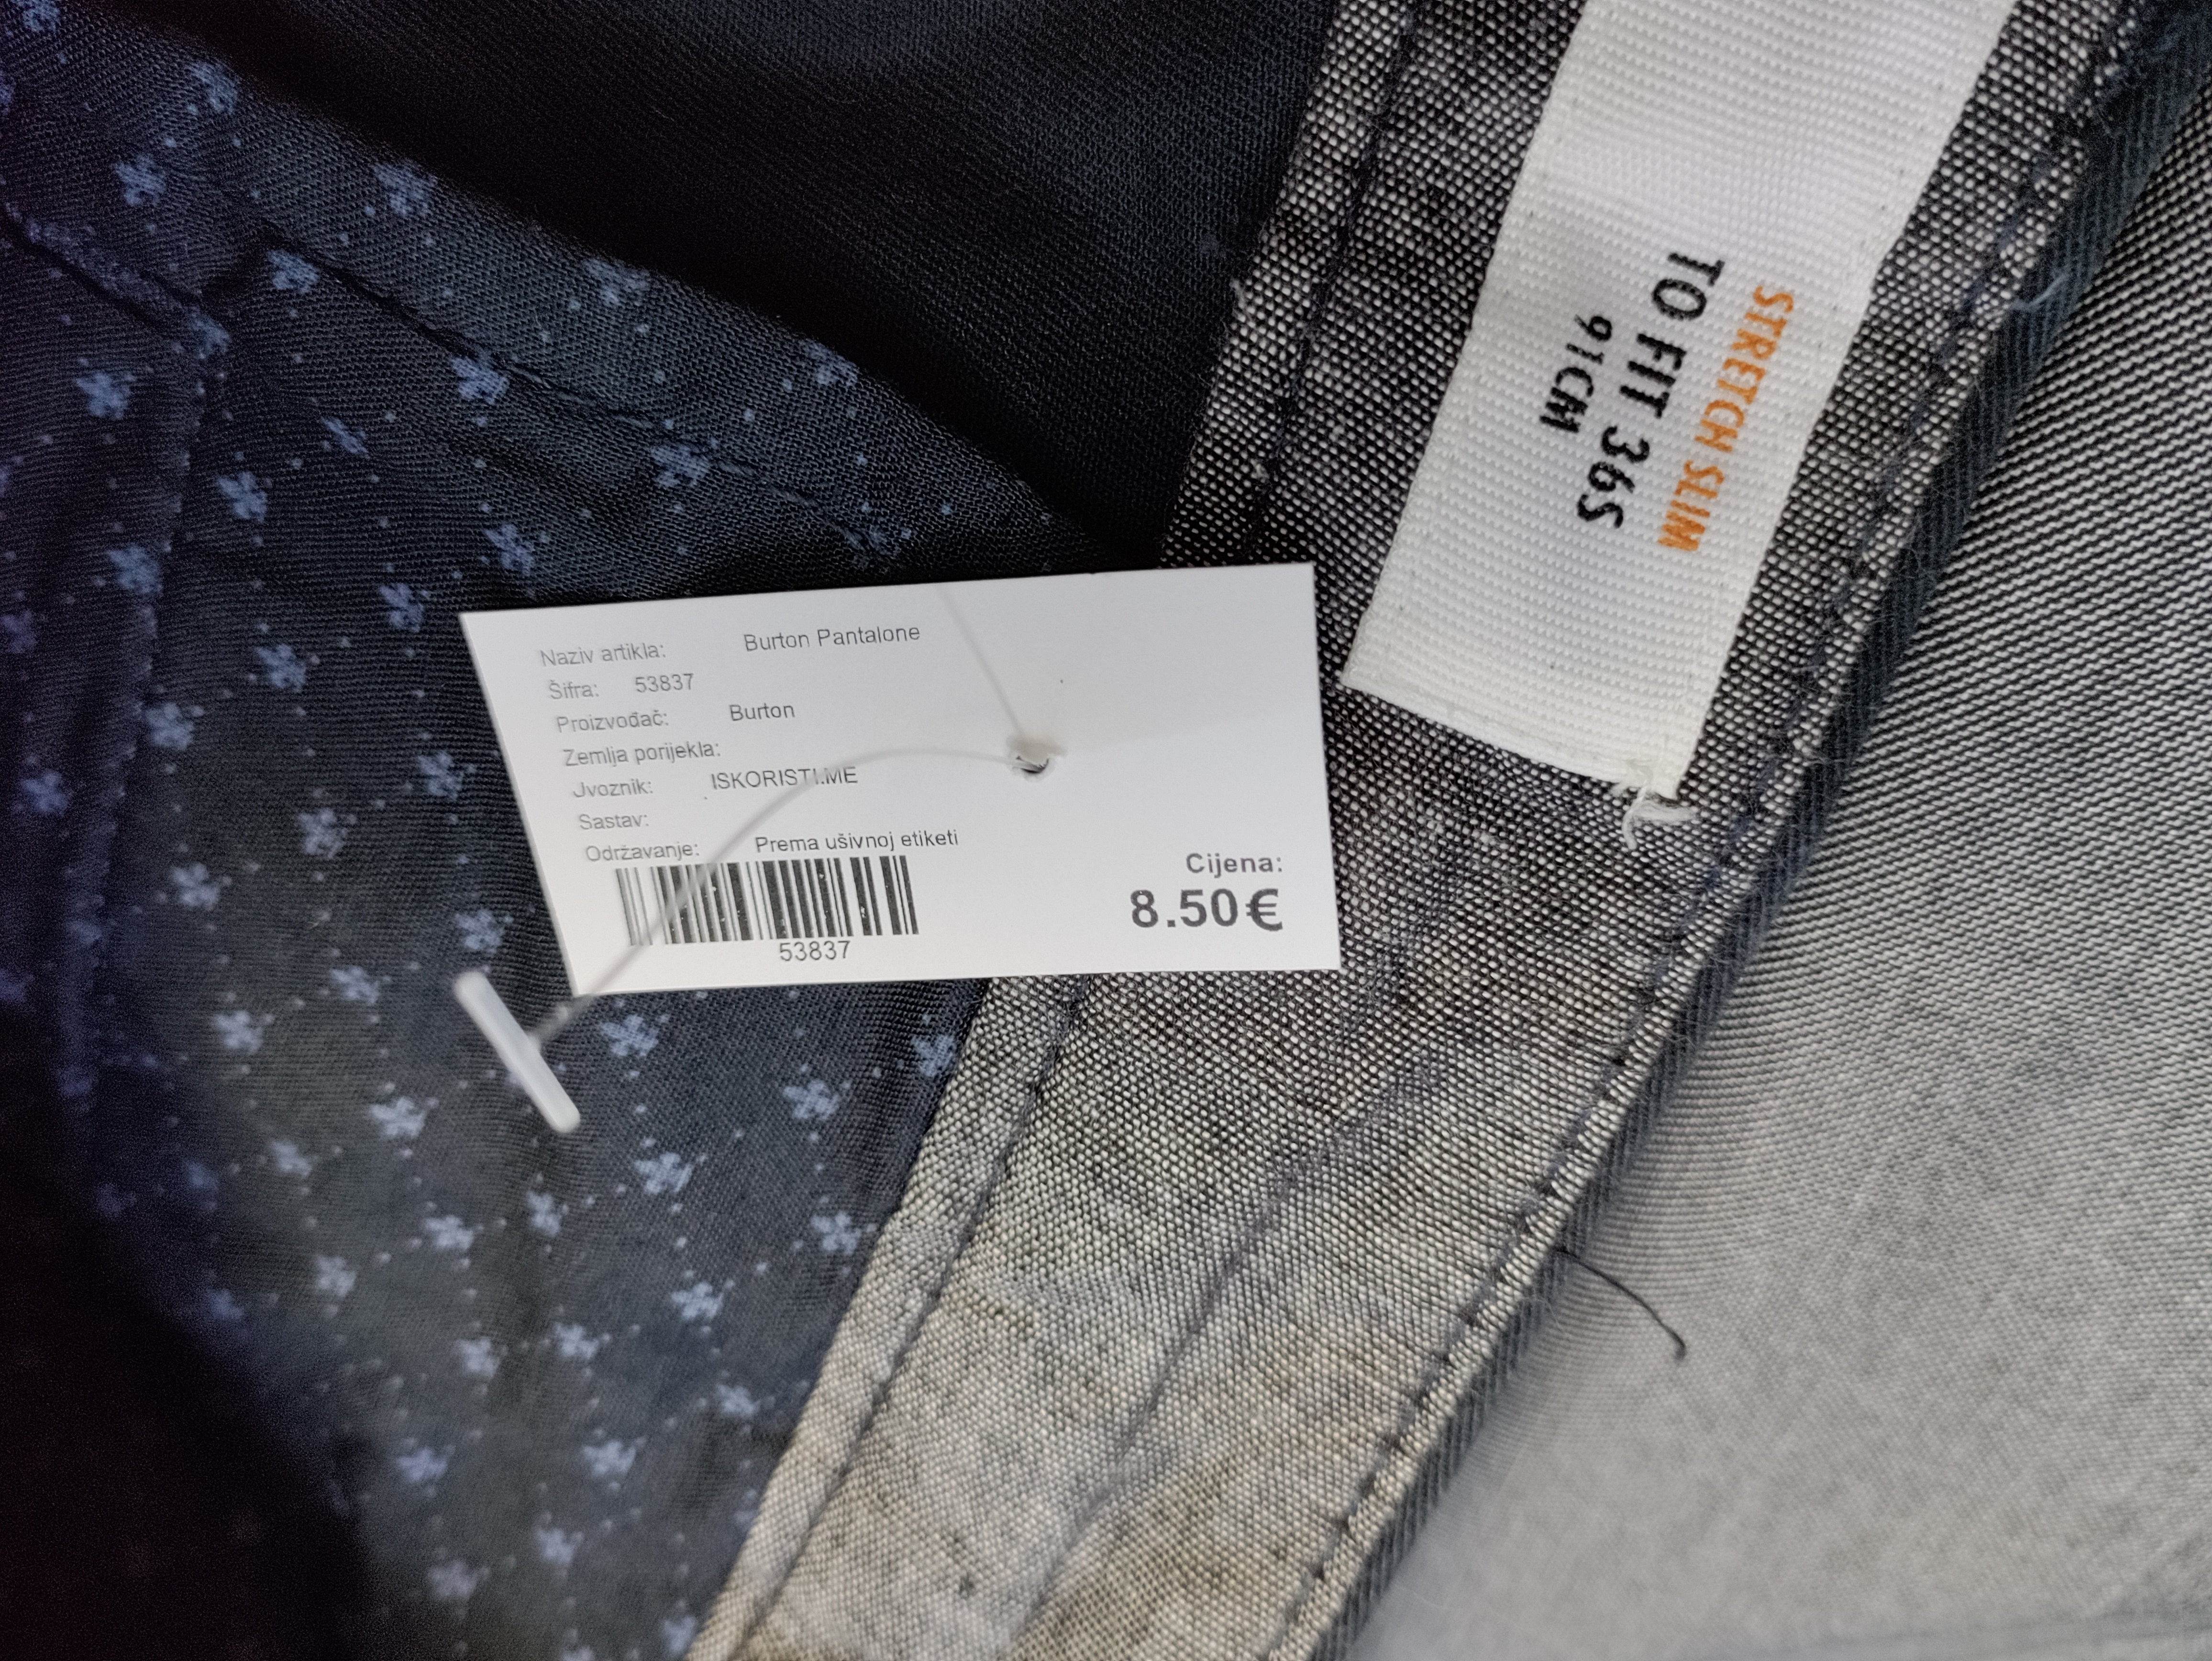 Naziv artikla: Burton Pantalone
Šifra: 53837
Proizvođač: Burton
Zemlja porijekla:
Jvoznik: ISKORISTI.ME
Sastav:
Održavanje: Prema ušivnoj etiketi
53837
Cijena:
8.50€
STRETCH SLIM
TO FIT 36S
91CM